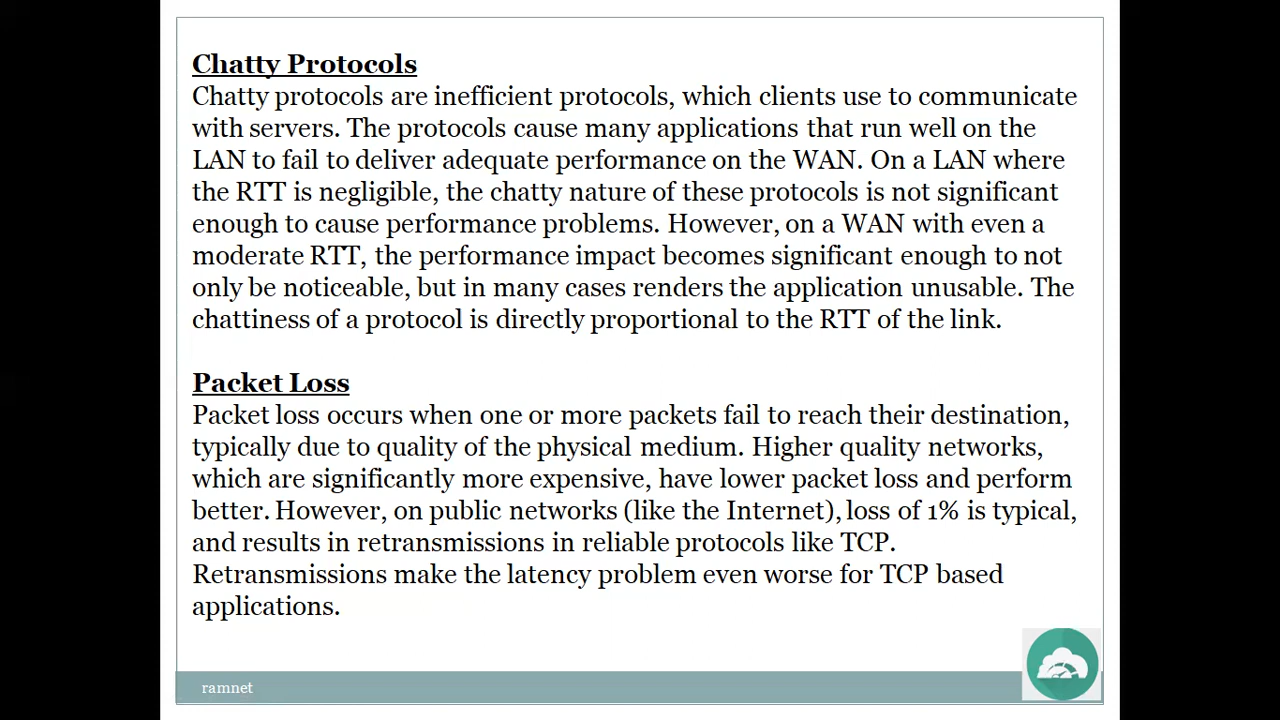 Chatty Protocols
Chatty protocols are inefficient protocols, which clients use to communicate
with servers. The protocols cause many applications that run well on the
LAN to fail to deliver adequate performance on the WAN. On a LAN where
the RTT is negligible, the chatty nature of these protocols is not significant
enough to cause performance problems. However, on a WAN with even a
moderate RTT, the performance impact becomes significant enough to not
only be noticeable, but in many cases renders the application unusable. The
chattiness of a protocol is directly proportional to the RTT of the link.
Packet Loss
Packet loss occurs when one or more packets fail to reach their destination,
typically due to quality of the physical medium. Higher quality networks,
which are significantly more expensive, have lower packet loss and perform
better. However, on public networks (like the Internet), loss of 1% is typical,
and results in retransmissions in reliable protocols like TCP.
Retransmissions make the latency problem even worse for TCP based
applications.
ramnet